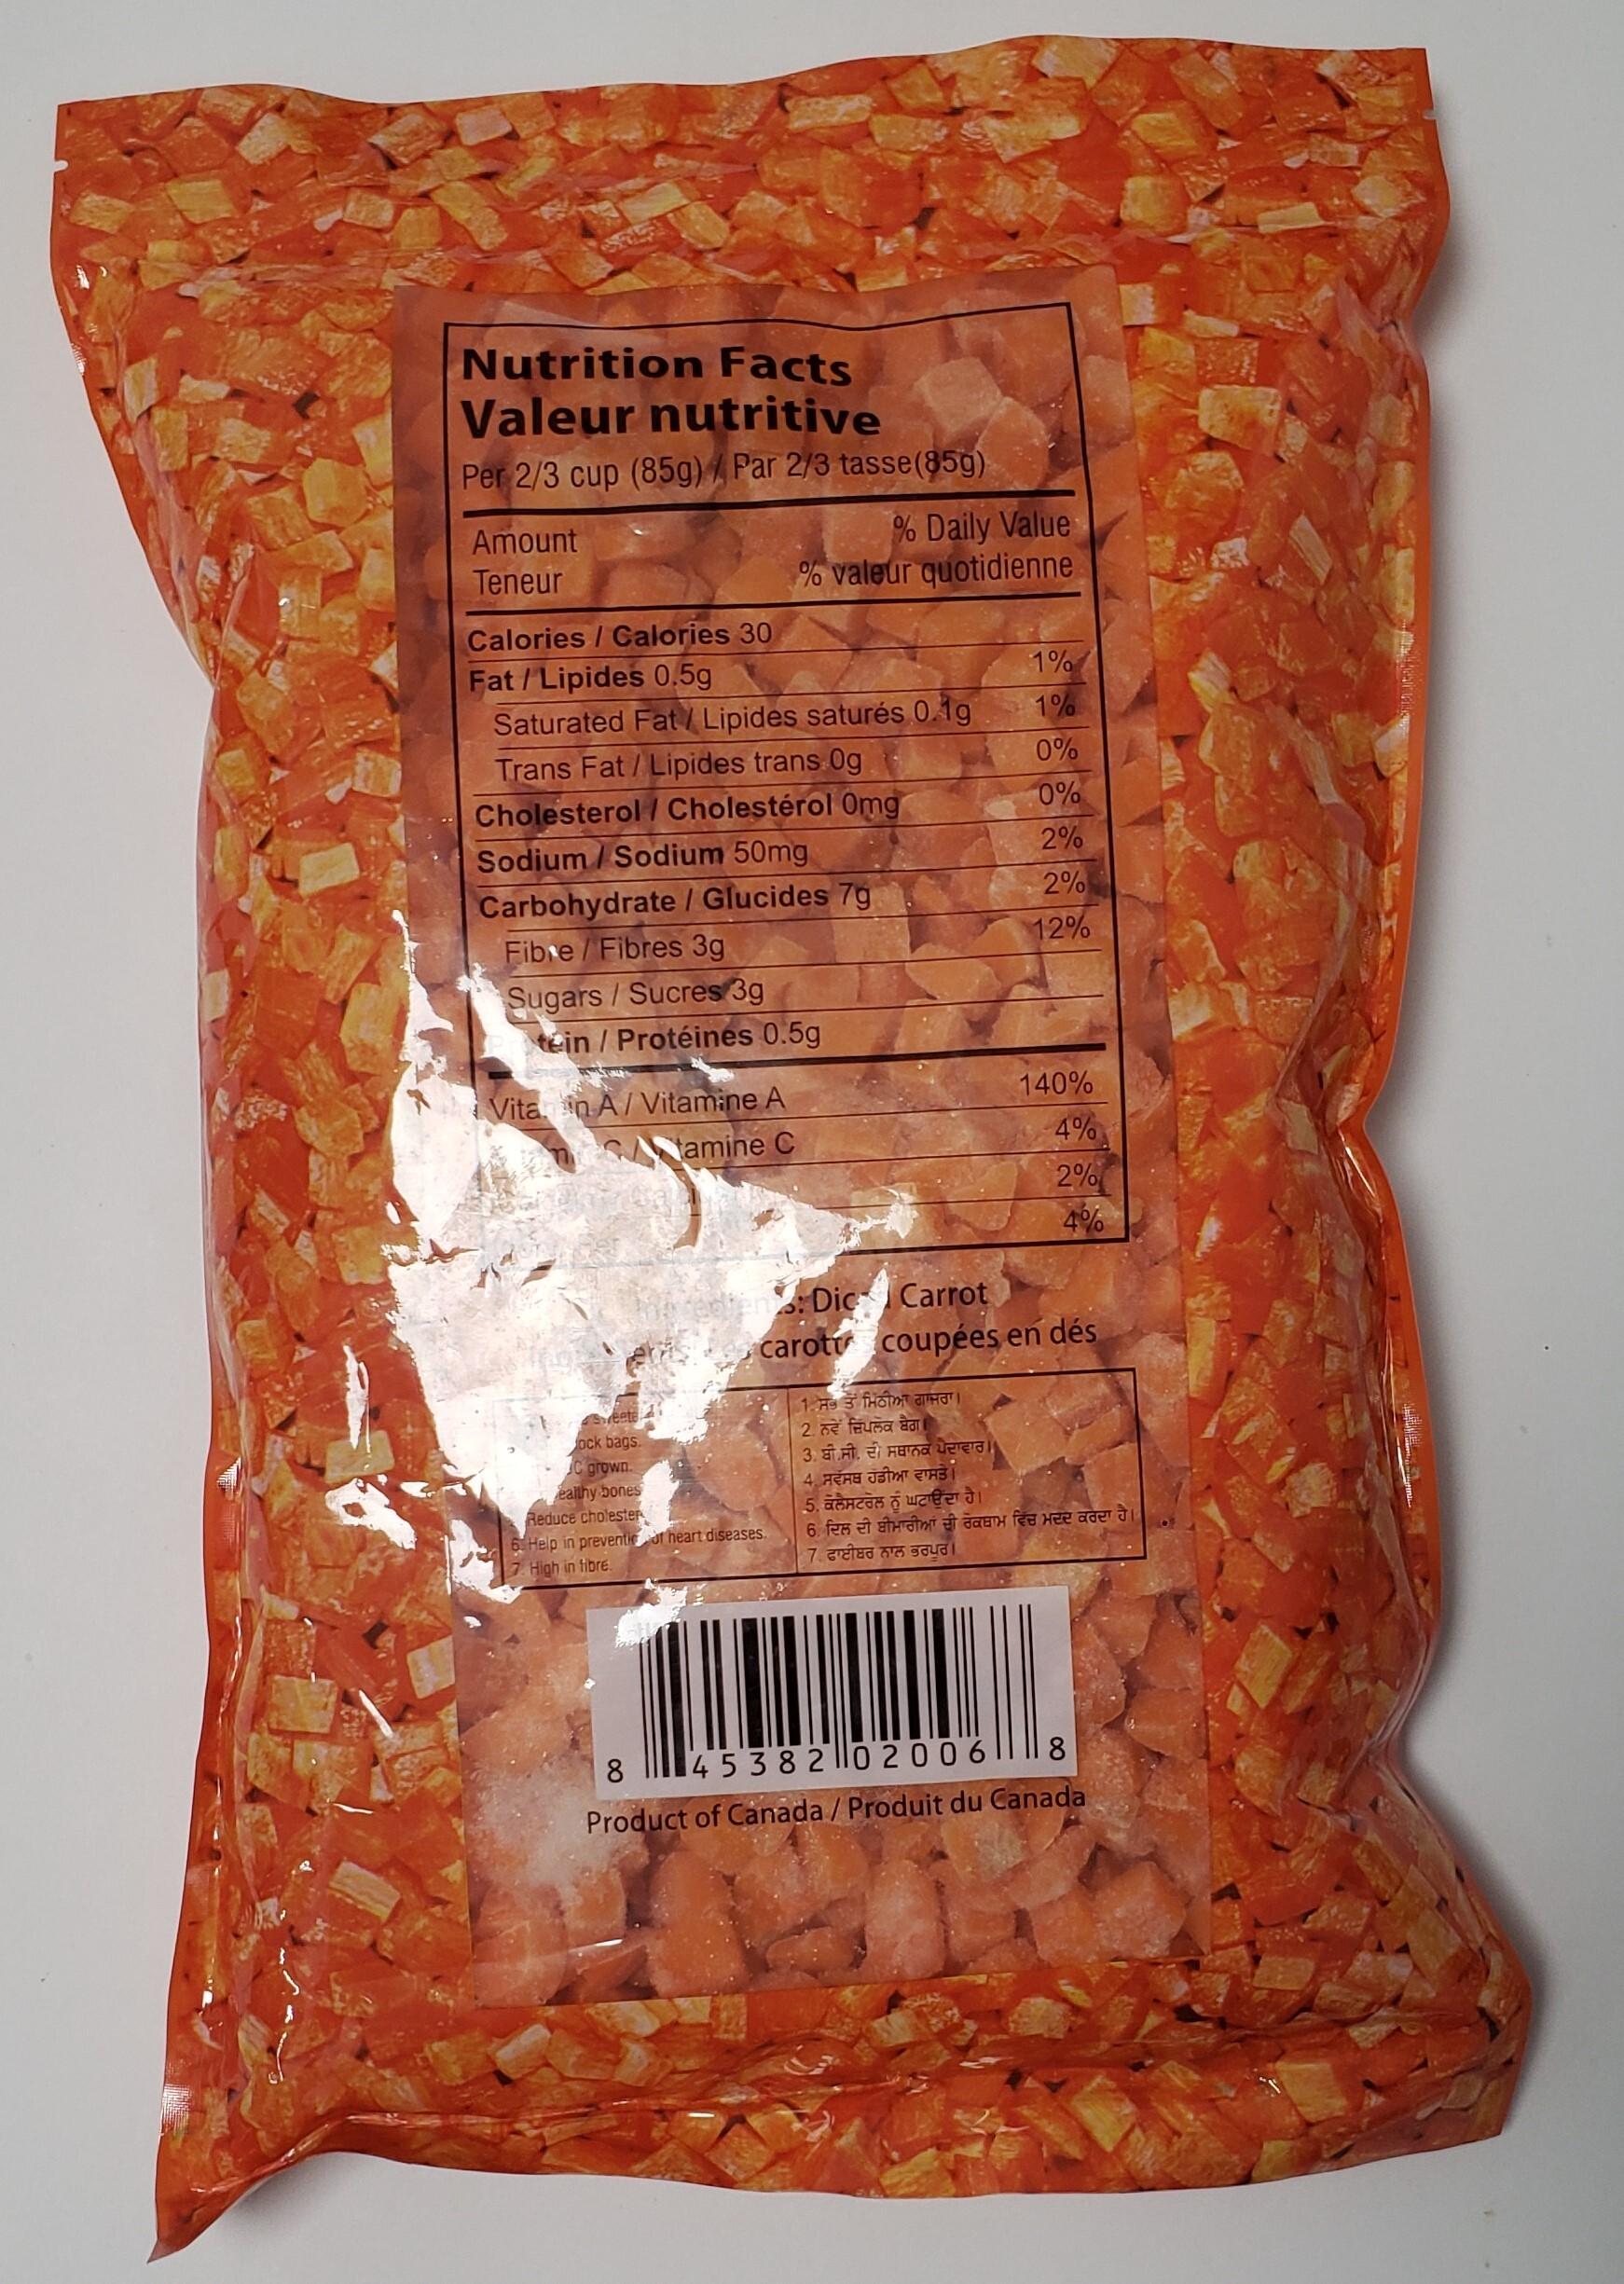 Nutrition Facts
Valeur nutritive
Per 2/3 cup (85g) / Par 2/3 tasse(85g)
Amount % Daily Value
Teneur % valeur quotidienne
Calories / Calories 30
Fat / Lipides 0.5g 1%
Saturated Fat / Lipides saturés 0.1g 1%
Trans Fat / Lipides trans 0g 0%
Cholesterol / Cholestérol 0mg 0%
Sodium / Sodium 50mg 2%
Carbohydrate / Glucides 7g 2%
Fibre / Fibres 3g 12%
Sugars / Sucres 3g
/ Protéines 0.5g
Vitamin A / Vitamine A 140%
C / Vitamine C 4%
2%
4%
Ingredients: Diced Carrot
carottes coupées en dés
bags.
grown.
bones
Reduce
6. Help in prevention of heart diseases.
7. High in fibre.
1. ਸਭ ਤੋਂ ਮਿੱਠੀਆ ਗਾਜਰਾ।
2. ਨਵੇਂ ਜ਼ਿਪਲੋਕ ਬੈਗ।
3. ਬੀ.ਸੀ. ਦੀ ਸਥਾਨਕ ਪੈਦਾਵਾਰ।
4. ਸਵੱਸਥ ਹੱਡੀਆ ਵਾਸਤੇ।
5. ਕੋਲੈਸਟਰੋਲ ਨੂੰ ਘਟਾਉਂਦਾ ਹੈ।
6. ਦਿਲ ਦੀ ਬੀਮਾਰੀਆਂ ਦੀ ਰੋਕਥਾਮ ਵਿੱਚ ਮਦਦ ਕਰਦਾ ਹੈ।
7. ਫਾਈਬਰ ਨਾਲ ਭਰਪੂਰ।
8 45382 02006 8
Product of Canada / Produit du Canada